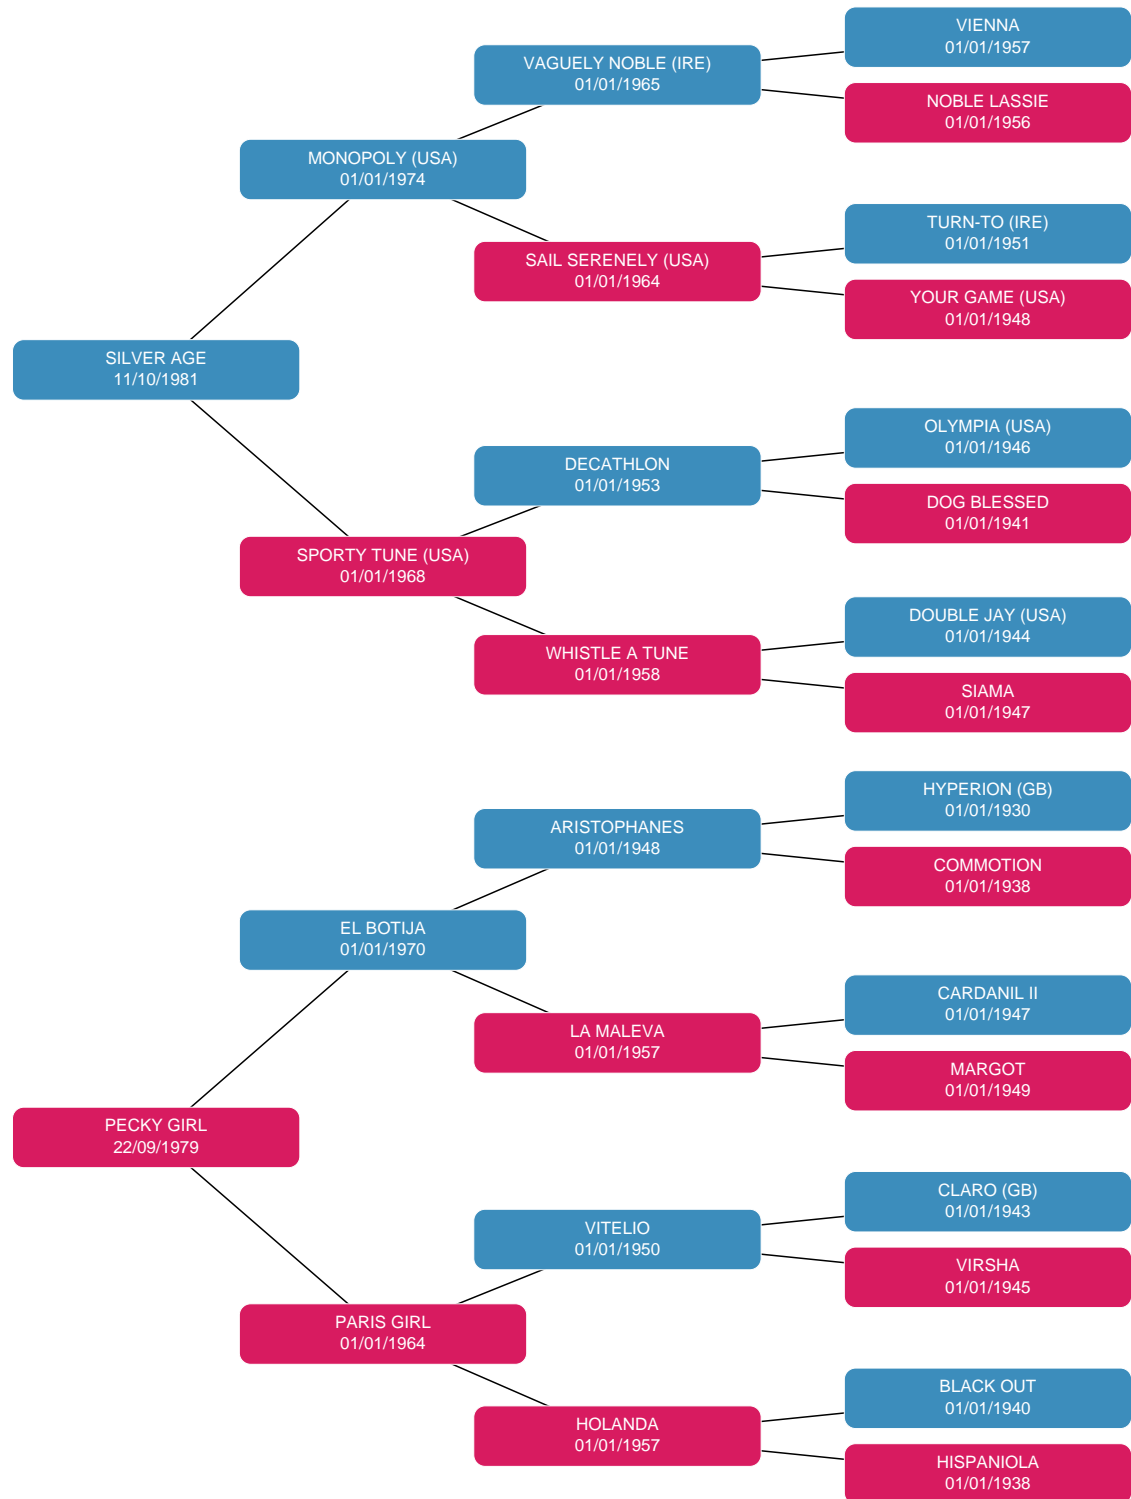 VIENNA
01/01/1957
VAGUELY NOBLE (IRE)
01/01/1965
NOBLE LASSIE
01/01/1956
MONOPOLY (USA)
01/01/1974
TURN-TO (IRE)
01/01/1951
SAIL SERENELY (USA)
01/01/1964
YOUR GAME (USA)
01/01/1948
SILVER AGE
11/10/1981
OLYMPIA (USA)
01/01/1946
DECATHLON
01/01/1953
DOG BLESSED
01/01/1941
SPORTY TUNE (USA)
01/01/1968
DOUBLE JAY (USA)
01/01/1944
WHISTLE A TUNE
01/01/1958
SIAMA
01/01/1947
HYPERION (GB)
01/01/1930
ARISTOPHANES
01/01/1948
COMMOTION
01/01/1938
EL BOTIJA
01/01/1970
CARDANIL II
01/01/1947
LA MALEVA
01/01/1957
MARGOT
01/01/1949
PECKY GIRL
22/09/1979
CLARO (GB)
01/01/1943
VITELIO
01/01/1950
VIRSHA
01/01/1945
PARIS GIRL
01/01/1964
BLACK OUT
01/01/1940
HOLANDA
01/01/1957
HISPANIOLA
01/01/1938